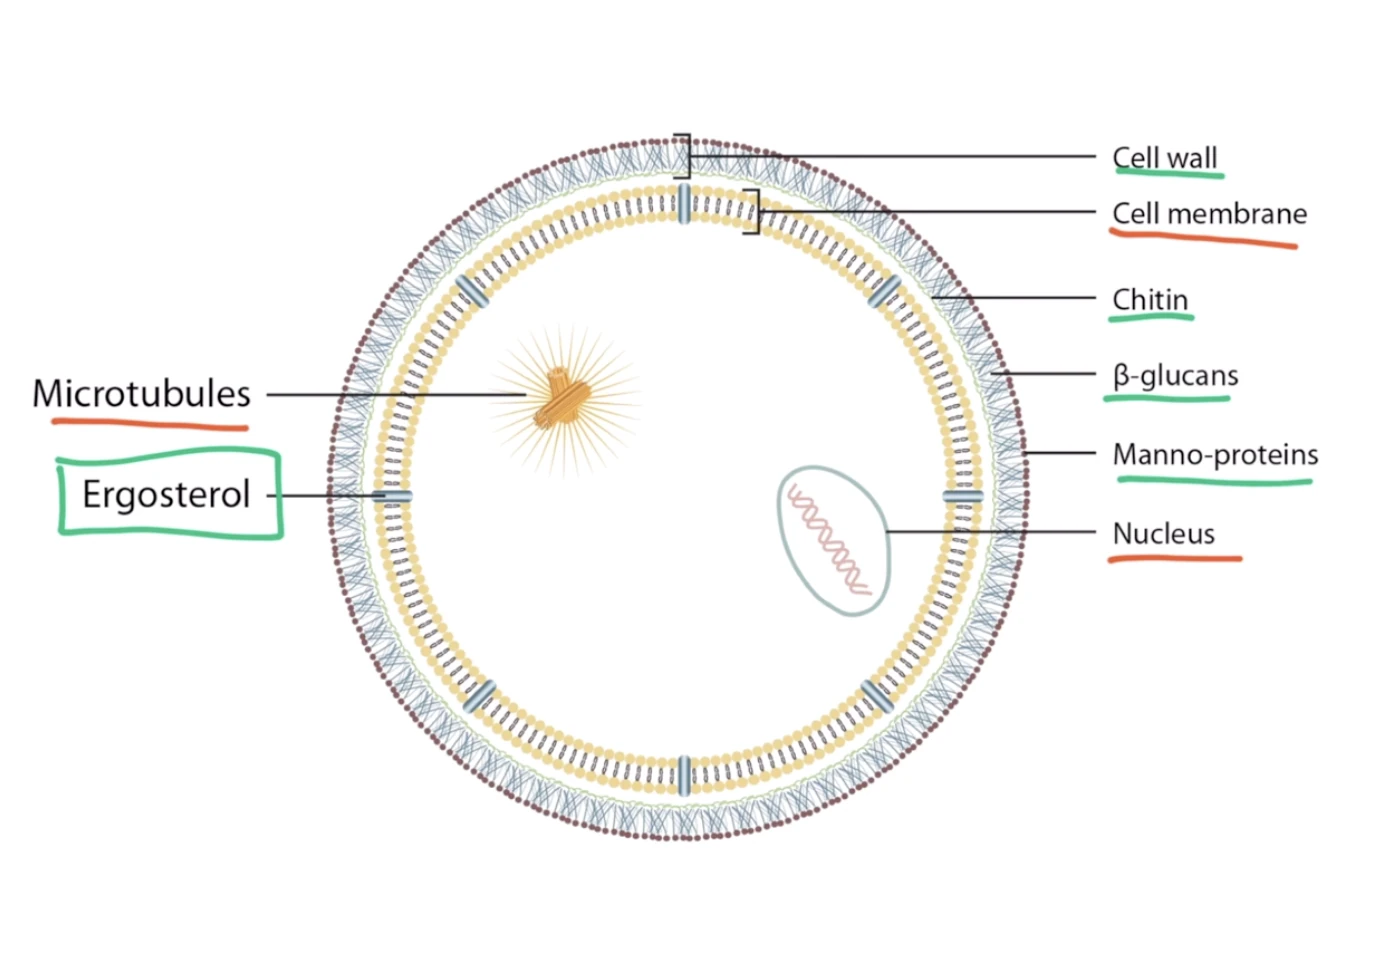 Cell wall
Cell membrane
Chitin
β-glucans
Microtubules
Manno-proteins
Ergosterol
Nucleus